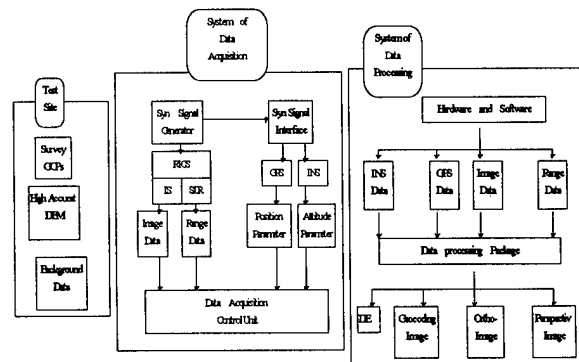 Test
Site
Survey
GCPs
High Account
DEM
Background
Data
System of
Data
Acquisition
Syn Signal
Generator
Syn Signal
Interface
RICS
IS
SLR
GPS
INS
Image
Data
Range
Data
Position
Parameter
Attitude
Parameter
Data Acquisition
Control Unit
System of
Data
Processing
Hardware and Software
INS
Data
GPS
Data
Image
Data
Range
Data
Data processing Package
Geocoding
Image
Ortho-
Image
Perspectiv
Image